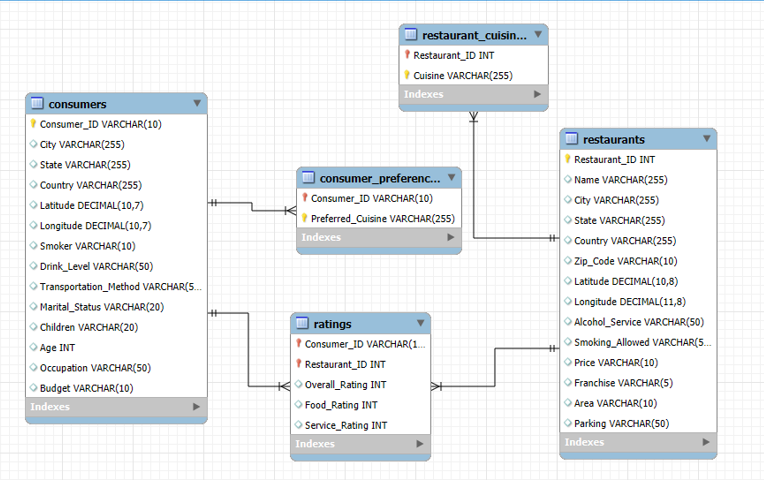 restaurant_cuisin...
Restaurant_ID INT
Cuisine VARCHAR(255)
Indexes
consumers
Consumer_ID VARCHAR(10)
City VARCHAR(255)
State VARCHAR(255)
Country VARCHAR(255)
Latitude DECIMAL(10,7)
Longitude DECIMAL(10,7)
Smoker VARCHAR(10)
Drink_Level VARCHAR(50)
Transportation_Method VARCHAR(5...
Marital_Status VARCHAR(20)
Children VARCHAR(20)
Age INT
Occupation VARCHAR(50)
Budget VARCHAR(10)
Indexes
consumer_preferenc...
Consumer_ID VARCHAR(10)
Preferred_Cuisine VARCHAR(255)
Indexes
ratings
Consumer_ID VARCHAR(1...
Restaurant_ID INT
Overall_Rating INT
Food_Rating INT
Service_Rating INT
Indexes
restaurants
Restaurant_ID INT
Name VARCHAR(255)
City VARCHAR(255)
State VARCHAR(255)
Country VARCHAR(255)
Zip_Code VARCHAR(10)
Latitude DECIMAL(10,8)
Longitude DECIMAL(11,8)
Alcohol_Service VARCHAR(50)
Smoking_Allowed VARCHAR(5...
Price VARCHAR(10)
Franchise VARCHAR(5)
Area VARCHAR(10)
Parking VARCHAR(50)
Indexes